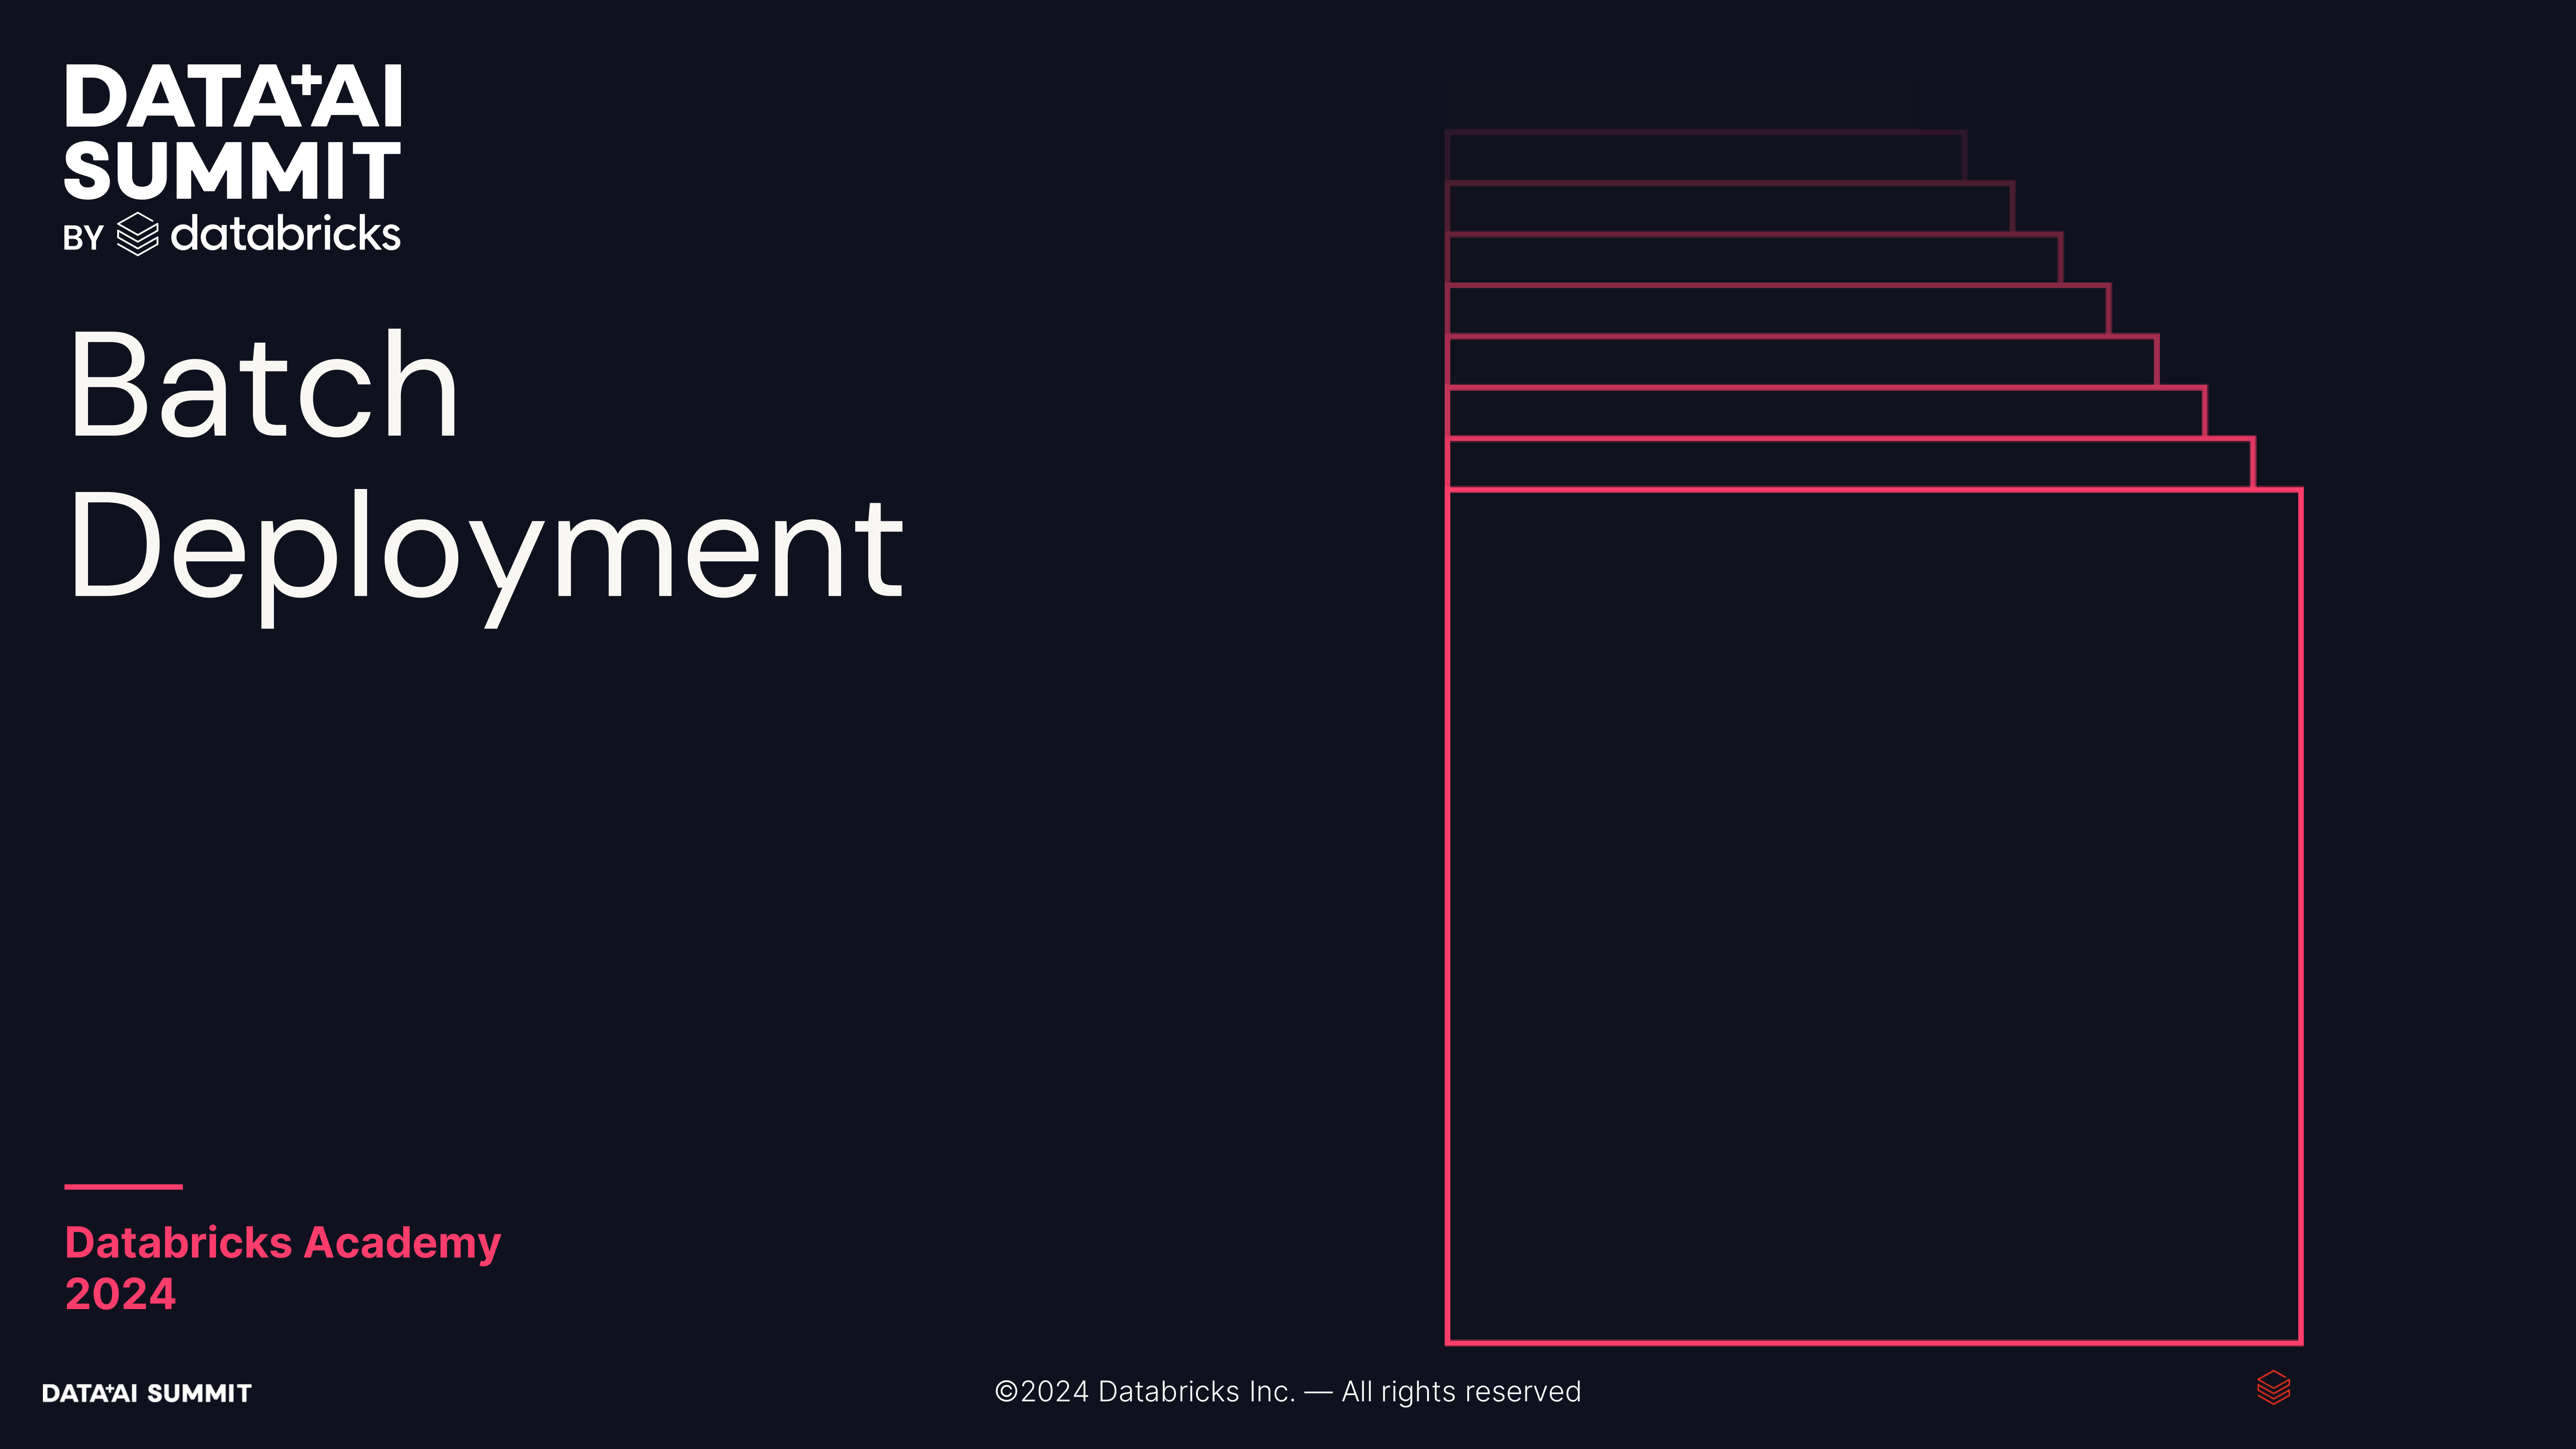 DATA+AI
SUMMIT
BY databricks
Batch
Deployment
Databricks Academy
2024
DATA+AI SUMMIT
©2024 Databricks Inc. — All rights reserved